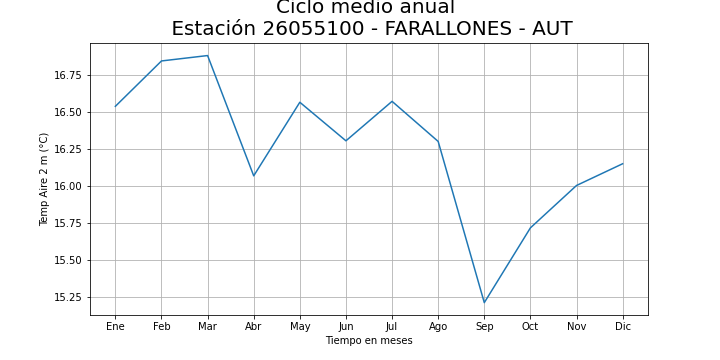 Ciclo medio anual
Estación 26055100 - FARALLONES - AUT
Temp Aire 2 m (°C)
16.75
16.50
16.25
16.00
15.75
15.50
15.25
Ene Feb Mar Abr May Jun Jul Ago Sep Oct Nov Dic
Tiempo en meses